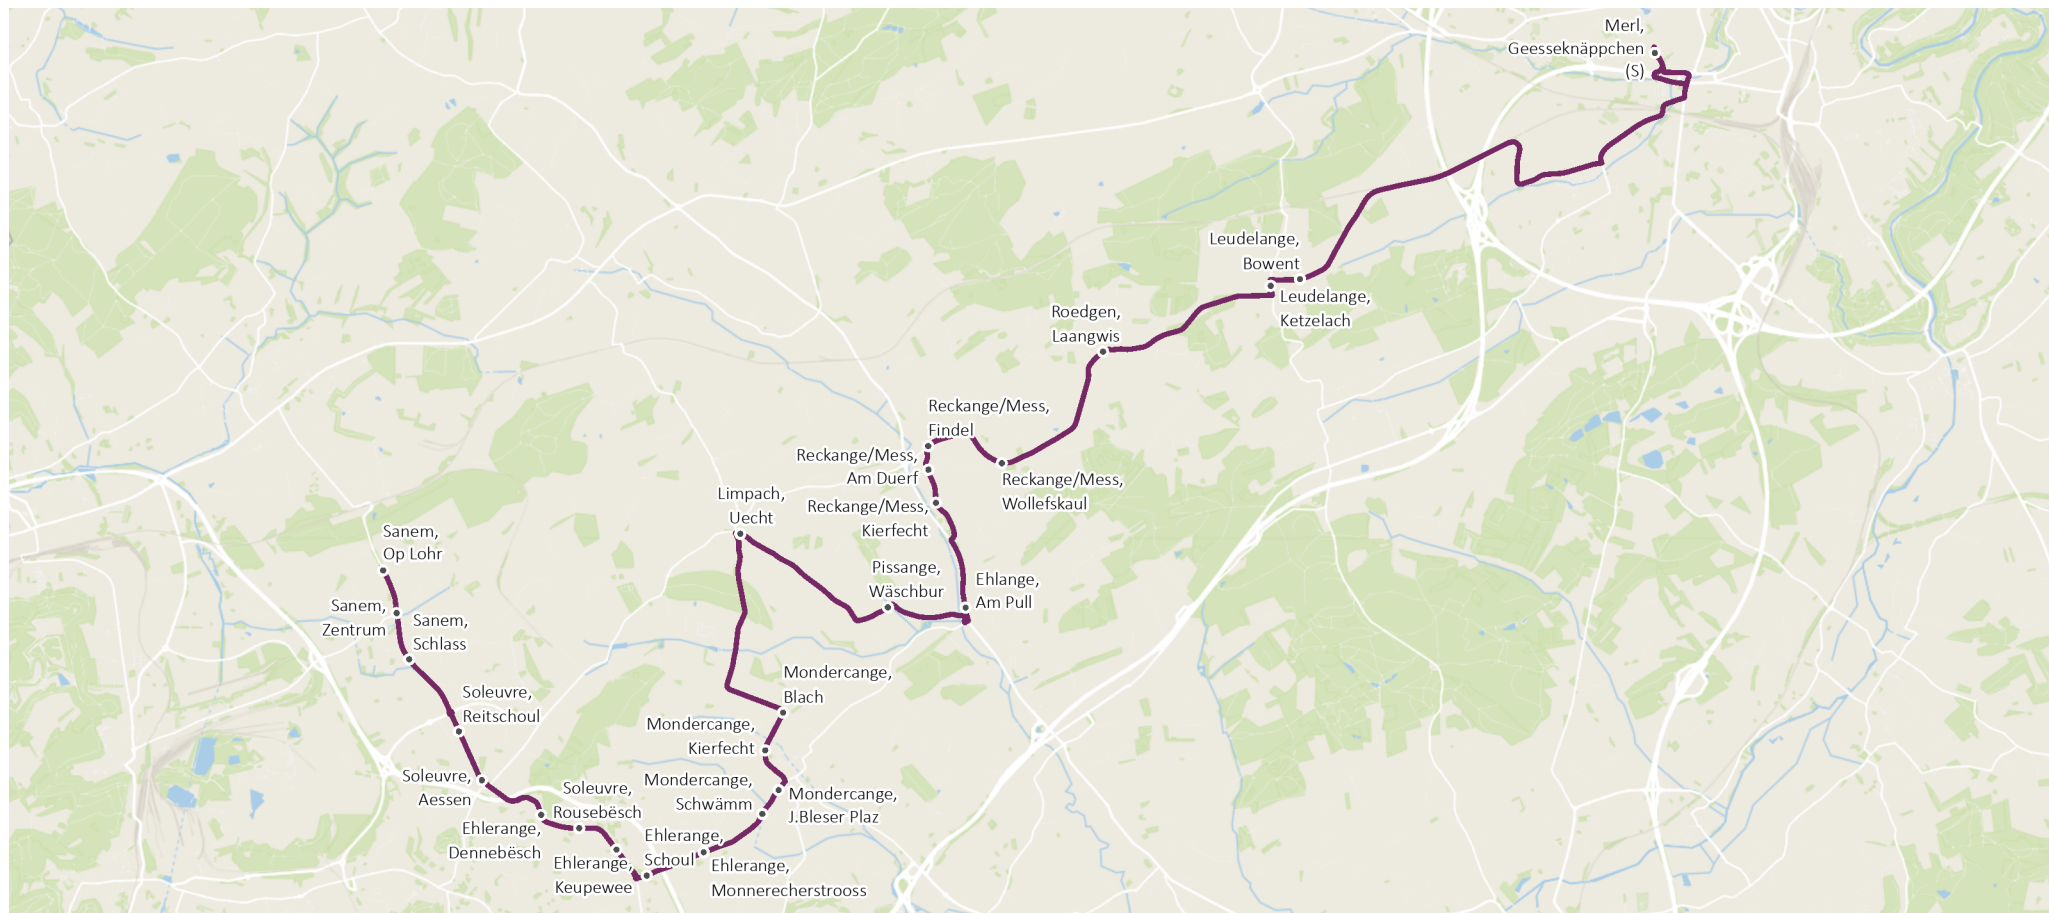 Merl,
Geesseknäppchen
(S)
Leudelange,
Bowent
Leudelange,
Ketzelach
Roedgen,
Laangwis
Reckange/Mess,
Findel
Reckange/Mess,
Am Duerf
Reckange/Mess,
Wollefskaul
Reckange/Mess,
Kierfecht
Limpach,
Uecht
Pissange,
Wäschbur
Ehlange,
Am Pull
Sanem,
Op Lohr
Sanem,
Zentrum
Sanem,
Schlass
Soleuvre,
Reitschoul
Mondercange,
Blach
Mondercange,
Kierfecht
Mondercange,
Schwämm
Mondercange,
J.Bleser Plaz
Soleuvre,
Aessen
Soleuvre,
Rousebësch
Ehlerange,
Dennebësch
Ehlerange,
Schoul
Ehlerange,
Keupewee
Ehlerange,
Monnerecherstrooss